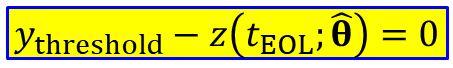 y_threshold − z(t_EOL; θ̂) = 0